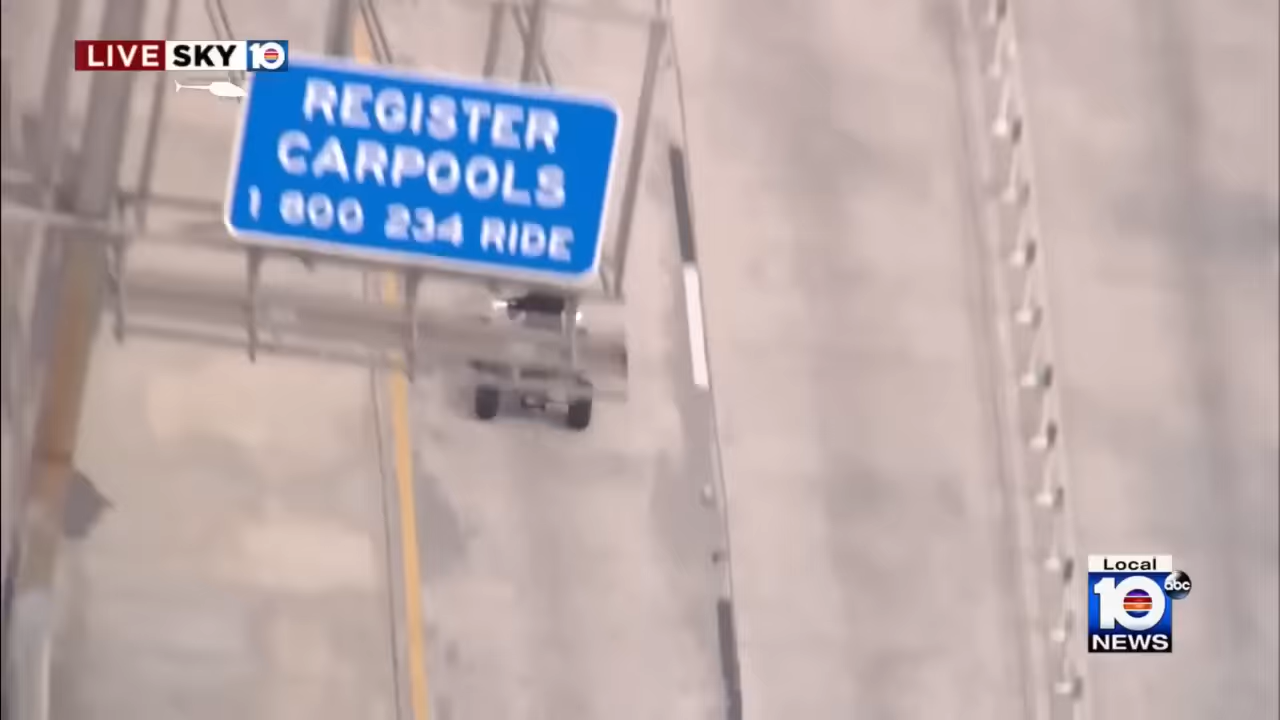 LIVE SKY 10
REGISTER
CARPOOLS
1 800 234 RIDE
Local
10
abc
NEWS